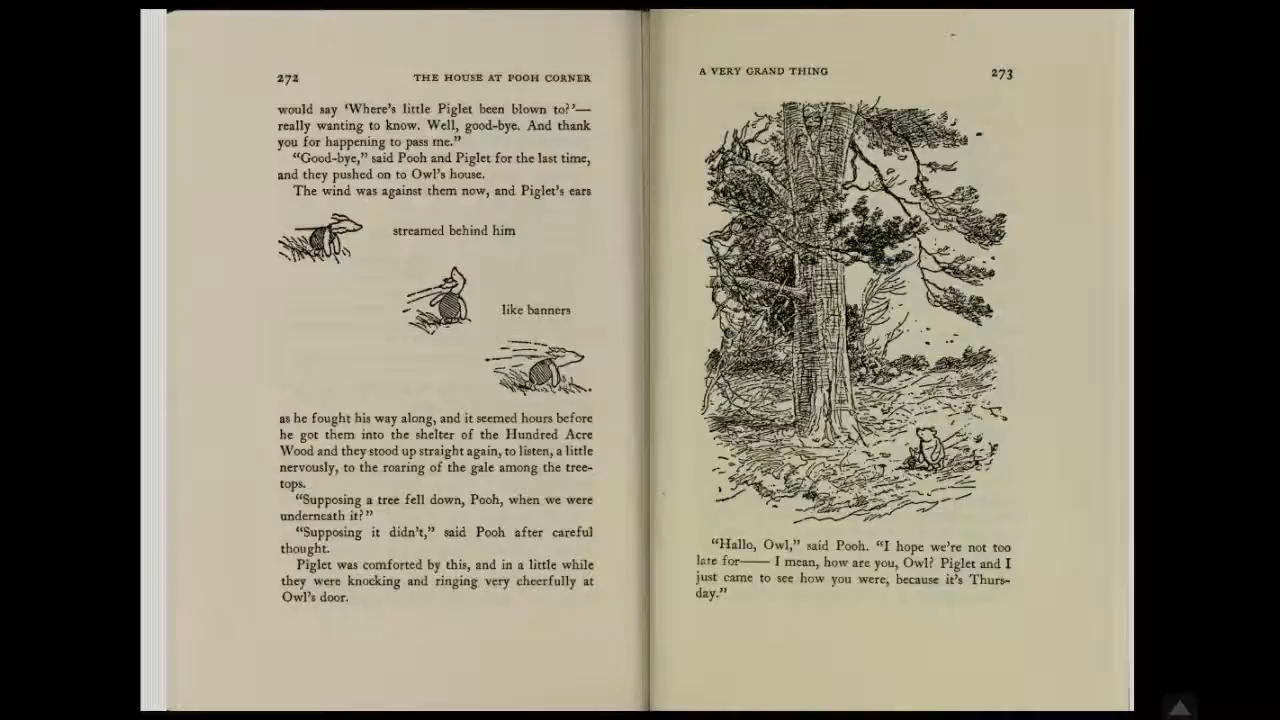 272 THE HOUSE AT POOH CORNER
would say ‘Where’s little Piglet been blown to?’—
really wanting to know. Well, good-bye. And thank
you for happening to pass me.”
“Good-bye,” said Pooh and Piglet for the last time,
and they pushed on to Owl’s house.
The wind was against them now, and Piglet’s ears
streamed behind him
like banners
as he fought his way along, and it seemed hours before
he got them into the shelter of the Hundred Acre
Wood and they stood up straight again, to listen, a little
nervously, to the roaring of the gale among the tree-
tops.
“Supposing a tree fell down, Pooh, when we were
underneath it?”
“Supposing it didn’t,” said Pooh after careful
thought.
Piglet was comforted by this, and in a little while
they were knocking and ringing very cheerfully at
Owl’s door.
A VERY GRAND THING 273
“Hallo, Owl,” said Pooh. “I hope we’re not too
late for—— I mean, how are you, Owl? Piglet and I
just came to see how you were, because it’s Thurs-
day.”